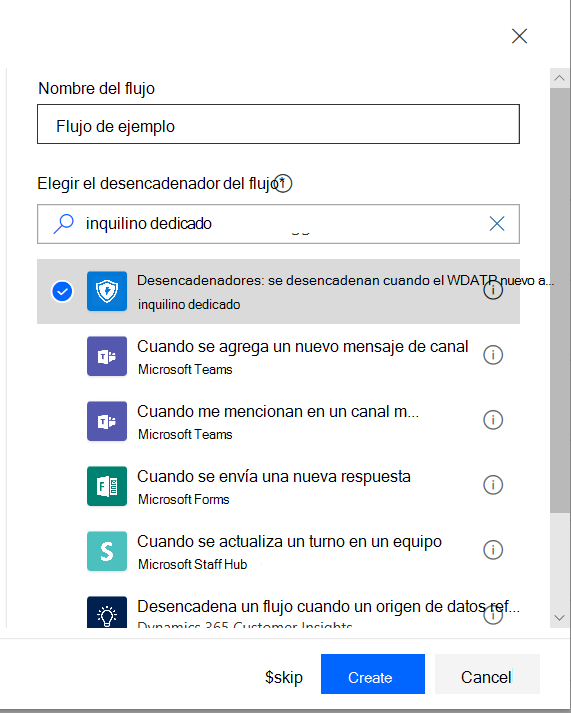 Nombre del flujo
Flujo de ejemplo
Elegir el desencadenador del flujo*
inquilino dedicado
Desencadenadores: se desencadenan cuando el WDATP nuevo a...
inquilino dedicado
Cuando se agrega un nuevo mensaje de canal
Microsoft Teams
Cuando me mencionan en un canal m...
Microsoft Teams
Cuando se envía una nueva respuesta
Microsoft Forms
Cuando se actualiza un turno en un equipo
Microsoft Staff Hub
Desencadena un flujo cuando un origen de datos ref...
Dynamics 365 Customer Insights
$skip
Create
Cancel